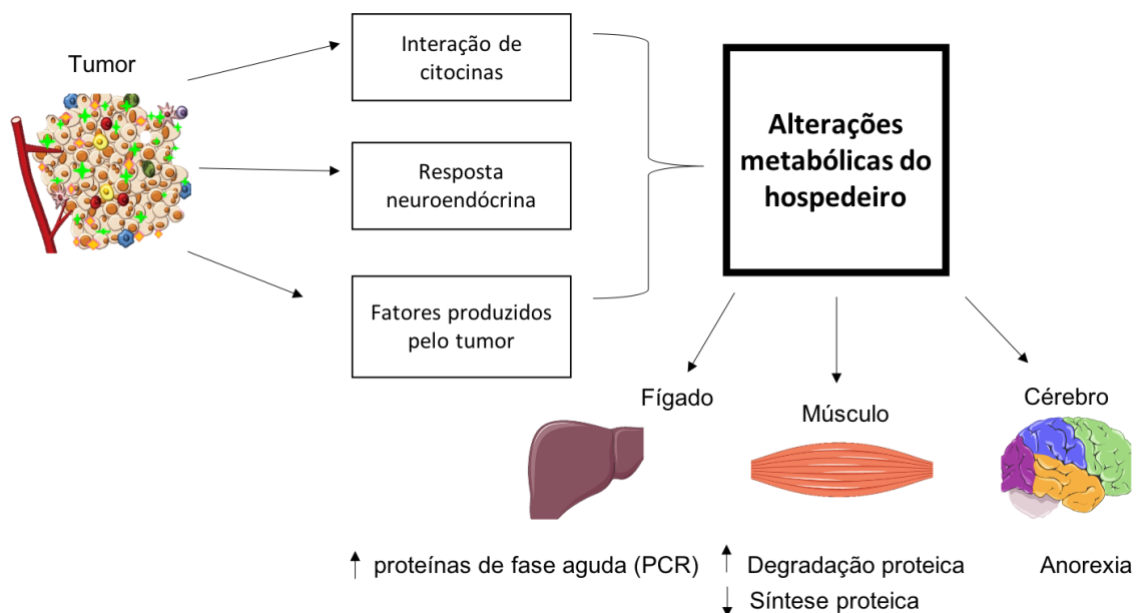 Tumor
Interação de
citocinas
Resposta
neuroendócrina
Fatores produzidos
pelo tumor
Alterações
metabólicas do
hospedeiro
Fígado
Músculo
Cérebro
↑ proteínas de fase aguda (PCR)
↑ Degradação proteica
↓ Síntese proteica
Anorexia